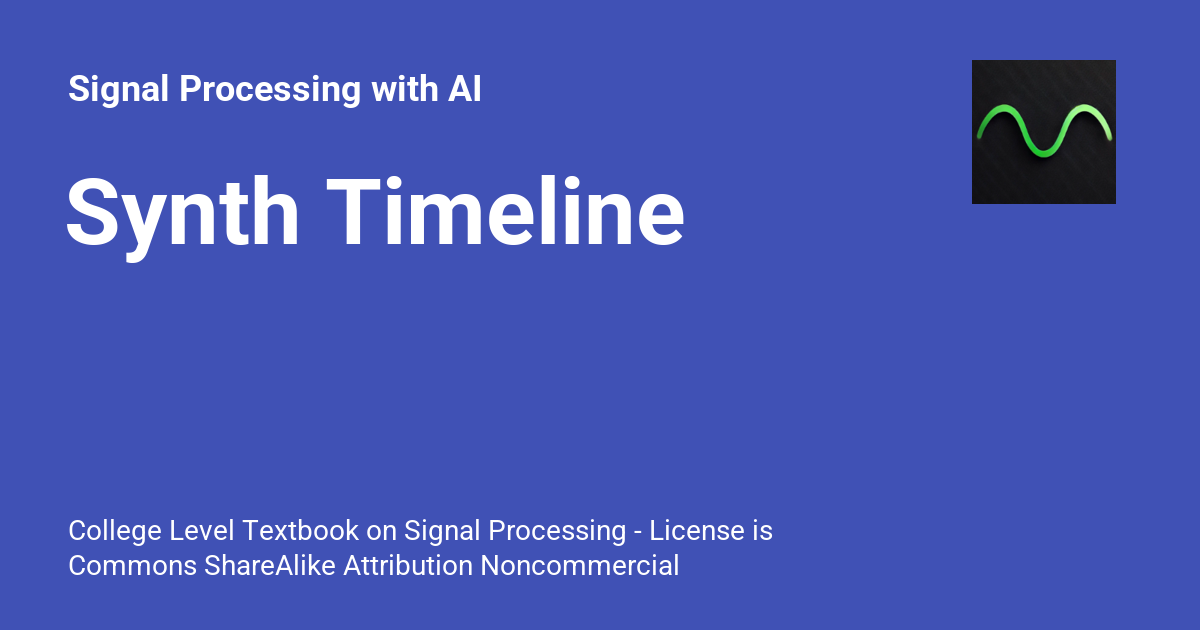 Signal Processing with AI
Synth Timeline
College Level Textbook on Signal Processing - License is
Commons ShareAlike Attribution Noncommercial